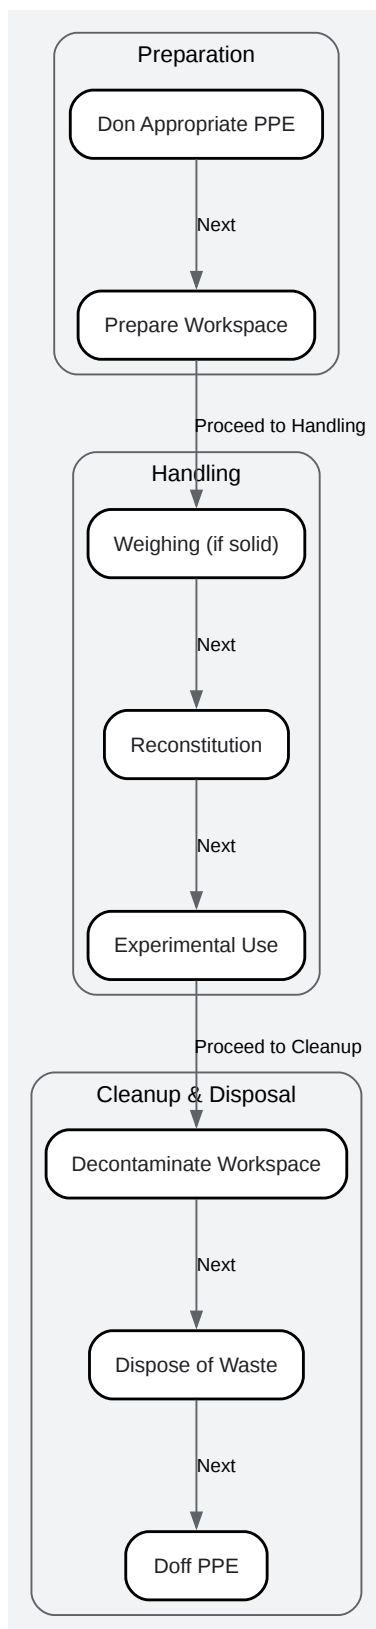 Preparation
Don Appropriate PPE
Next
Prepare Workspace
Proceed to Handling
Handling
Weighing (if solid)
Next
Reconstitution
Next
Experimental Use
Proceed to Cleanup
Cleanup & Disposal
Decontaminate Workspace
Next
Dispose of Waste
Next
Doff PPE